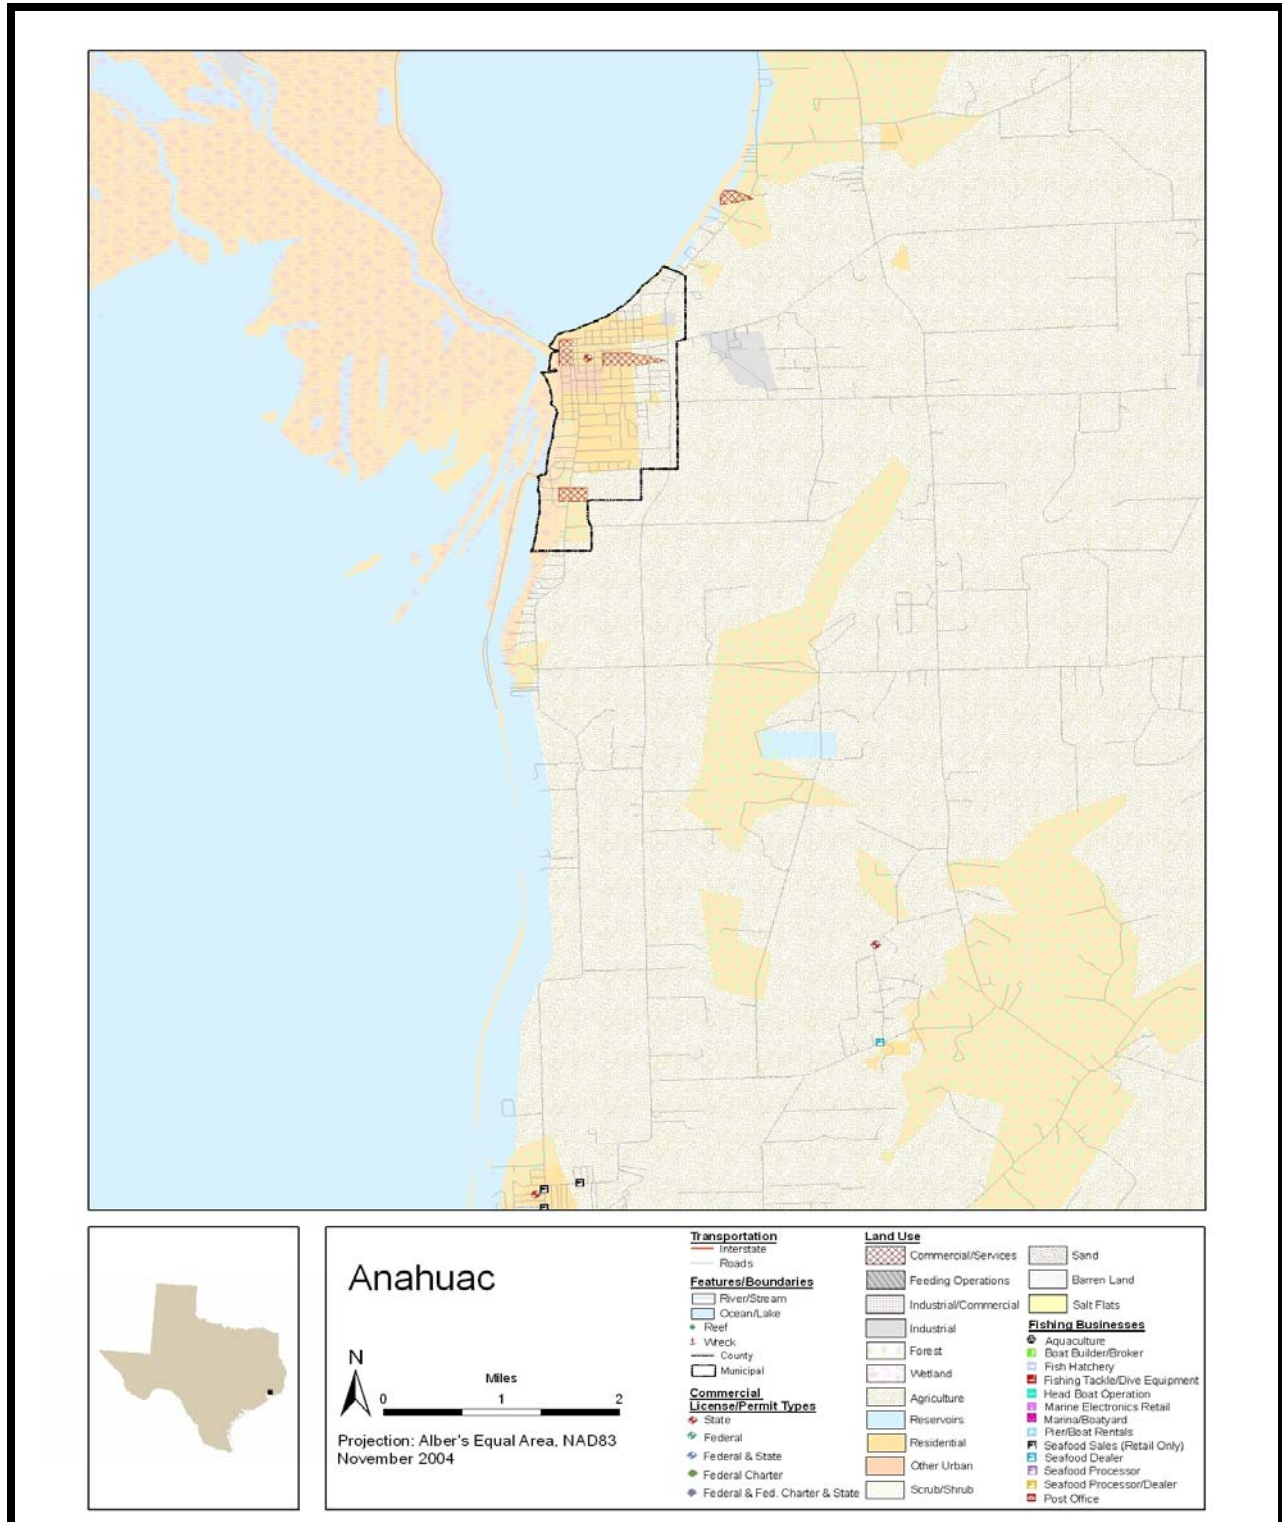 Anahuac
N
Miles
0 1 2
Projection: Alber's Equal Area, NAD83
November 2004
Transportation
Interstate
Roads
Features/Boundaries
River/Stream
Ocean/Lake
Reef
Wreck
County
Municipal
Commercial
License/Permit Types
State
Federal
Federal & State
Federal Charter
Federal & Fed. Charter & State
Land Use
Commercial/Services
Feeding Operations
Industrial/Commercial
Industrial
Forest
Wetland
Agriculture
Reservoirs
Residential
Other Urban
Scrub/Shrub
Sand
Barren Land
Salt Flats
Fishing Businesses
Aquaculture
Boat Builder/Broker
Fish Hatchery
Fishing Tackle/Dive Equipment
Head Boat Operation
Marine Electronics Retail
Marina/Boatyard
Pier/Boat Rentals
Seafood Sales (Retail Only)
Seafood Dealer
Seafood Processor
Seafood Processor/Dealer
Post Office